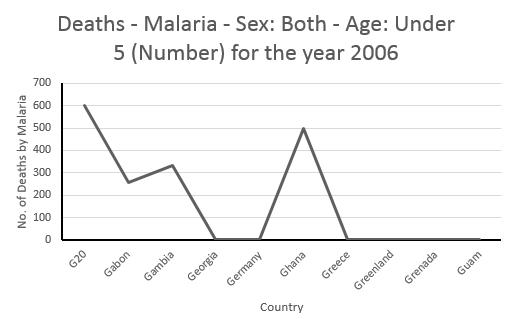 Deaths - Malaria - Sex: Both - Age: Under
5 (Number) for the year 2006
700
600
500
400
300
200
100
0
No. of Deaths by Malaria
G20
Gabon
Gambia
Georgia
Germany
Ghana
Greece
Greenland
Grenada
Guam
Country